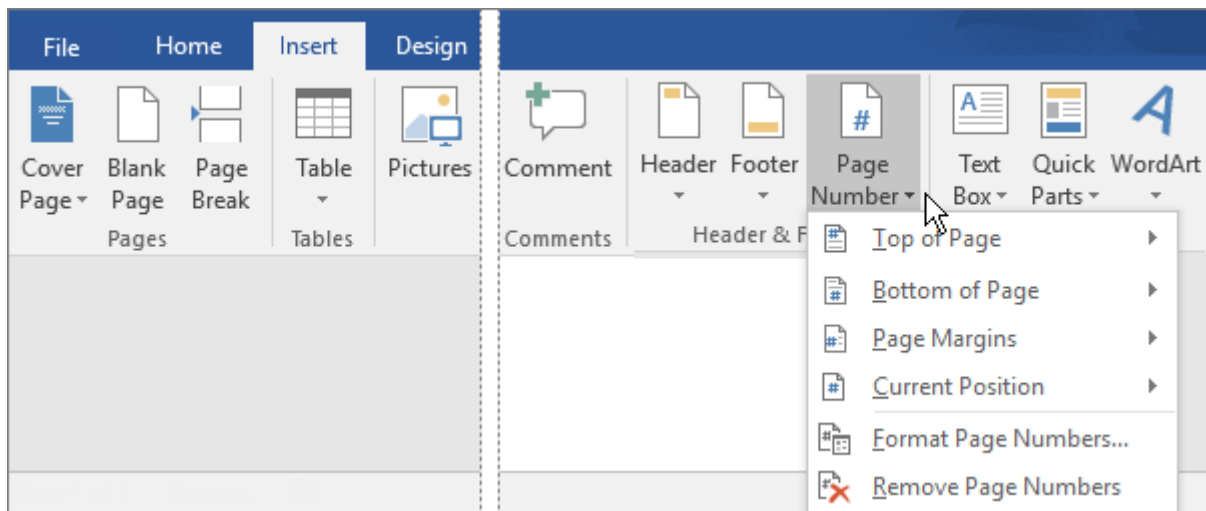 File Home Insert Design
Cover Page Blank Page Page Break Table Pictures Comment Header Footer Page Number Text Box Quick Parts WordArt
Pages Tables Comments Header & F
Top of Page
Bottom of Page
Page Margins
Current Position
Format Page Numbers...
Remove Page Numbers